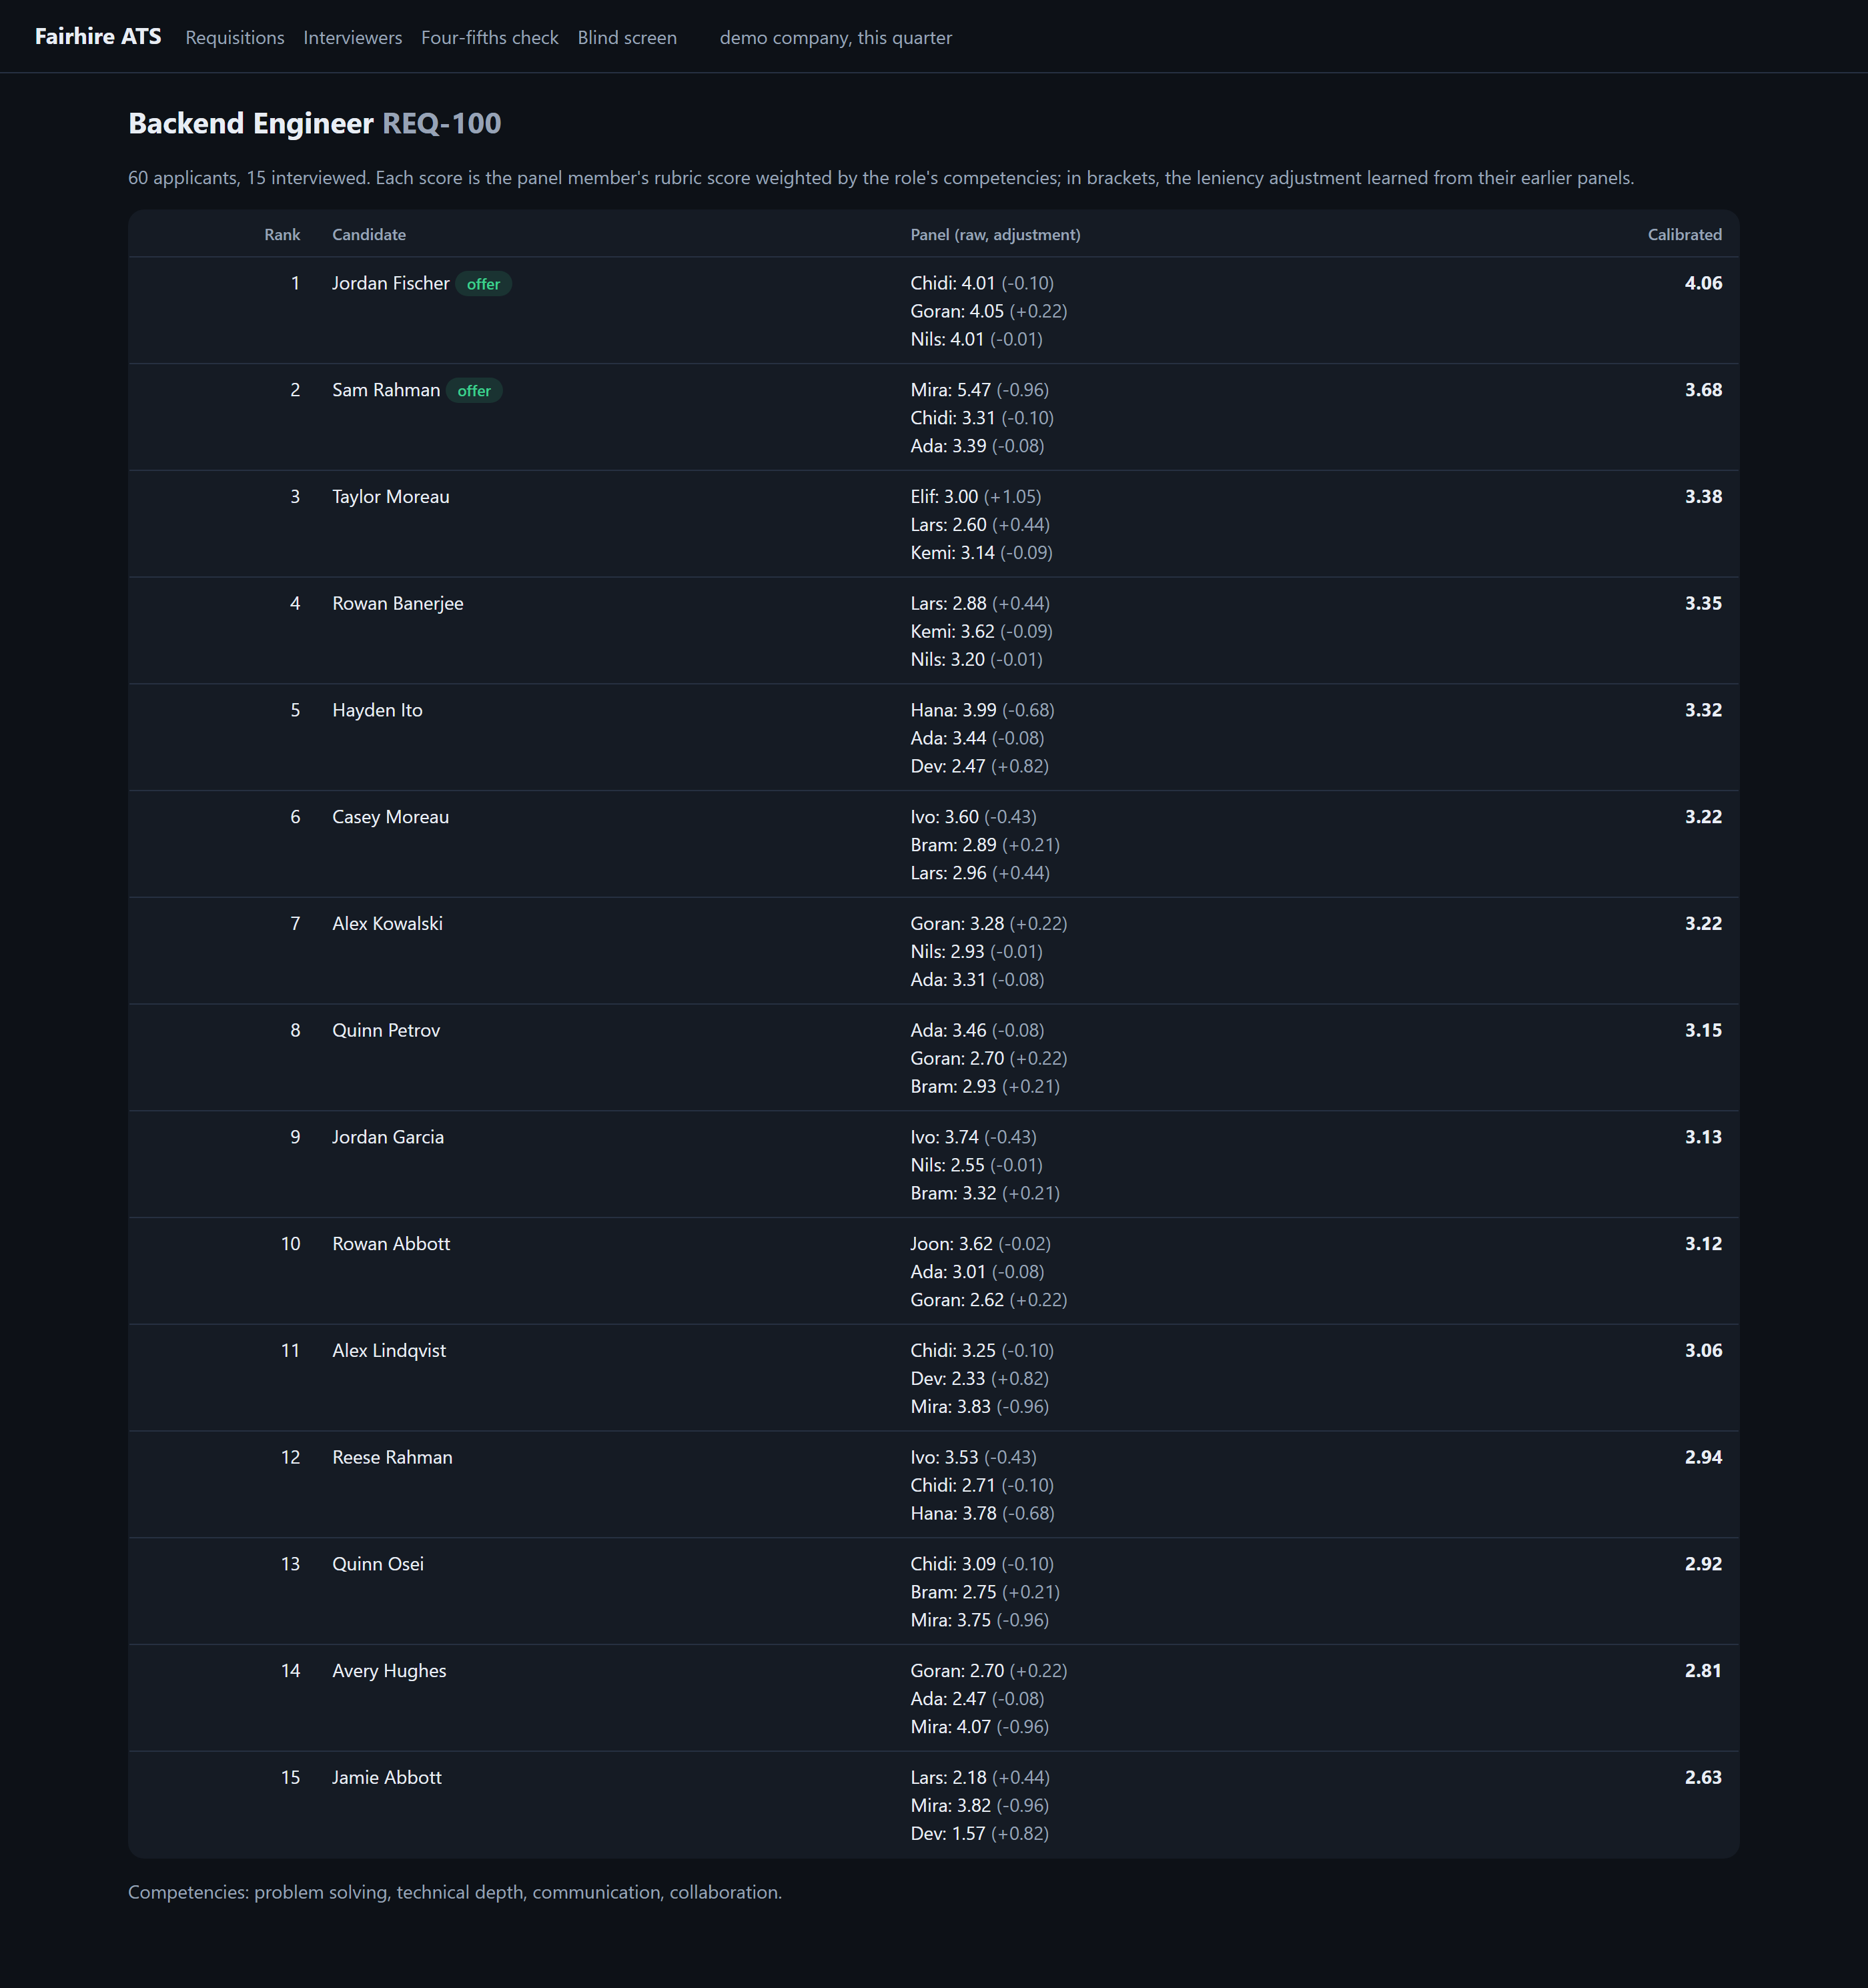 Fairhire ATS Requisitions Interviewers Four-fifths check Blind screen demo company, this quarter
Backend Engineer REQ-100
60 applicants, 15 interviewed. Each score is the panel member's rubric score weighted by the role's competencies; in brackets, the leniency adjustment learned from their earlier panels.
Rank Candidate Panel (raw, adjustment) Calibrated
1 Jordan Fischer offer Chidi: 4.01 (-0.10) 4.06
Goran: 4.05 (+0.22)
Nils: 4.01 (-0.01)
2 Sam Rahman offer Mira: 5.47 (-0.96) 3.68
Chidi: 3.31 (-0.10)
Ada: 3.39 (-0.08)
3 Taylor Moreau Elif: 3.00 (+1.05) 3.38
Lars: 2.60 (+0.44)
Kemi: 3.14 (-0.09)
4 Rowan Banerjee Lars: 2.88 (+0.44) 3.35
Kemi: 3.62 (-0.09)
Nils: 3.20 (-0.01)
5 Hayden Ito Hana: 3.99 (-0.68) 3.32
Ada: 3.44 (-0.08)
Dev: 2.47 (+0.82)
6 Casey Moreau Ivo: 3.60 (-0.43) 3.22
Bram: 2.89 (+0.21)
Lars: 2.96 (+0.44)
7 Alex Kowalski Goran: 3.28 (+0.22) 3.22
Nils: 2.93 (-0.01)
Ada: 3.31 (-0.08)
8 Quinn Petrov Ada: 3.46 (-0.08) 3.15
Goran: 2.70 (+0.22)
Bram: 2.93 (+0.21)
9 Jordan Garcia Ivo: 3.74 (-0.43) 3.13
Nils: 2.55 (-0.01)
Bram: 3.32 (+0.21)
10 Rowan Abbott Joon: 3.62 (-0.02) 3.12
Ada: 3.01 (-0.08)
Goran: 2.62 (+0.22)
11 Alex Lindqvist Chidi: 3.25 (-0.10) 3.06
Dev: 2.33 (+0.82)
Mira: 3.83 (-0.96)
12 Reese Rahman Ivo: 3.53 (-0.43) 2.94
Chidi: 2.71 (-0.10)
Hana: 3.78 (-0.68)
13 Quinn Osei Chidi: 3.09 (-0.10) 2.92
Bram: 2.75 (+0.21)
Mira: 3.75 (-0.96)
14 Avery Hughes Goran: 2.70 (+0.22) 2.81
Ada: 2.47 (-0.08)
Mira: 4.07 (-0.96)
15 Jamie Abbott Lars: 2.18 (+0.44) 2.63
Mira: 3.82 (-0.96)
Dev: 1.57 (+0.82)
Competencies: problem solving, technical depth, communication, collaboration.